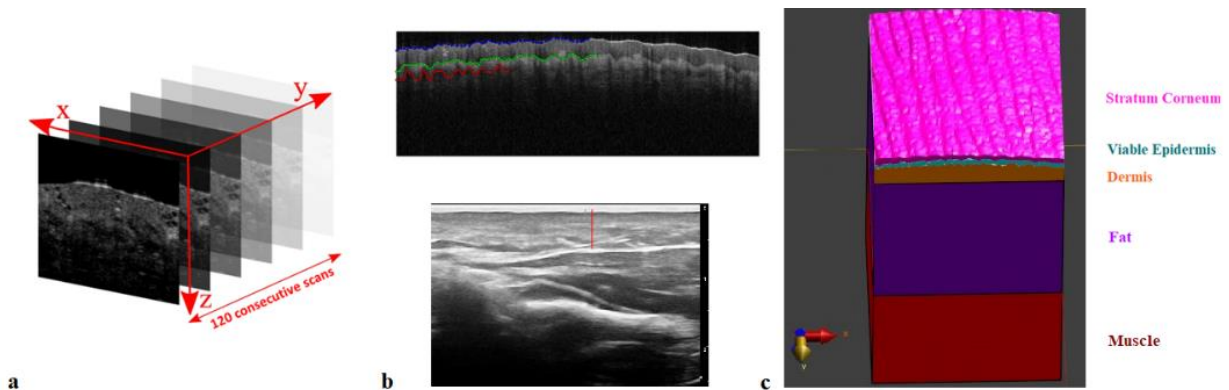 x
y
z
120 consecutive scans
a
b
Stratum Corneum
Viable Epidermis
Dermis
Fat
Muscle
x
y
c